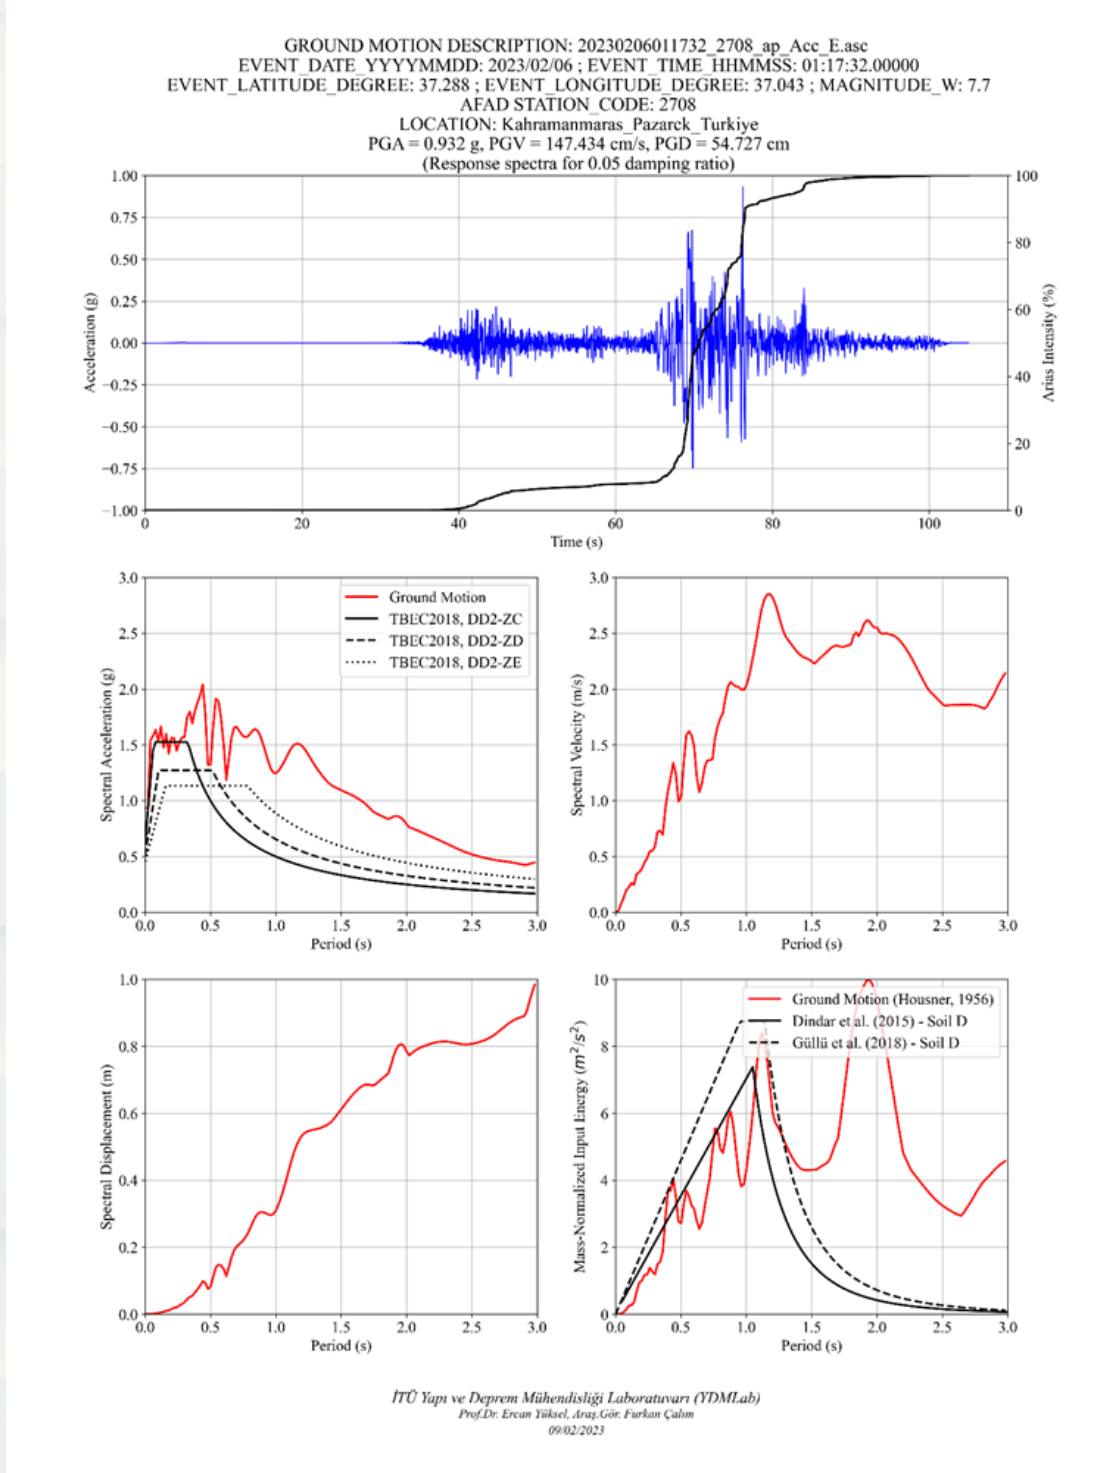 GROUND MOTION DESCRIPTION: 20230206011732_2708_ap_Acc_E.asc
EVENT_DATE_YYYYMMDD: 2023/02/06 ; EVENT_TIME_HHMMSS: 01:17:32.00000
EVENT_LATITUDE_DEGREE: 37.288 ; EVENT_LONGITUDE_DEGREE: 37.043 ; MAGNITUDE_W: 7.7
AFAD STATION_CODE: 2708
LOCATION: Kahramanmaras_Pazarck_Turkiye
PGA = 0.932 g, PGV = 147.434 cm/s, PGD = 54.727 cm
(Response spectra for 0.05 damping ratio)
Acceleration (g)
1.00
0.75
0.50
0.25
0.00
−0.25
−0.50
−0.75
−1.00
0 20 40 60 80 100
Time (s)
100
80
60
40
20
0
Arias Intensity (%)
Spectral Acceleration (g)
3.0
2.5
2.0
1.5
1.0
0.5
0.0
Ground Motion
TBEC2018, DD2-ZC
TBEC2018, DD2-ZD
TBEC2018, DD2-ZE
0.0 0.5 1.0 1.5 2.0 2.5 3.0
Period (s)
Spectral Velocity (m/s)
3.0
2.5
2.0
1.5
1.0
0.5
0.0
0.0 0.5 1.0 1.5 2.0 2.5 3.0
Period (s)
Spectral Displacement (m)
1.0
0.8
0.6
0.4
0.2
0.0
0.0 0.5 1.0 1.5 2.0 2.5 3.0
Period (s)
Mass-Normalized Input Energy (m²/s²)
10
8
6
4
2
0
Ground Motion (Housner, 1956)
Dindar et al. (2015) - Soil D
Güllü et al. (2018) - Soil D
0.0 0.5 1.0 1.5 2.0 2.5 3.0
Period (s)
İTÜ Yapı ve Deprem Mühendisliği Laboratuvarı (YDMLab)
Prof.Dr. Ercan Yüksel, Araş.Gör. Furkan Çalım
09/02/2023